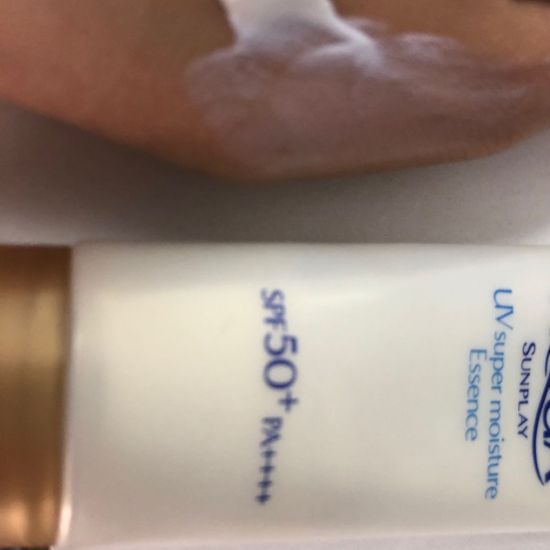 SUNPLAY
UV super moisture
Essence
SPF50+ PA++++